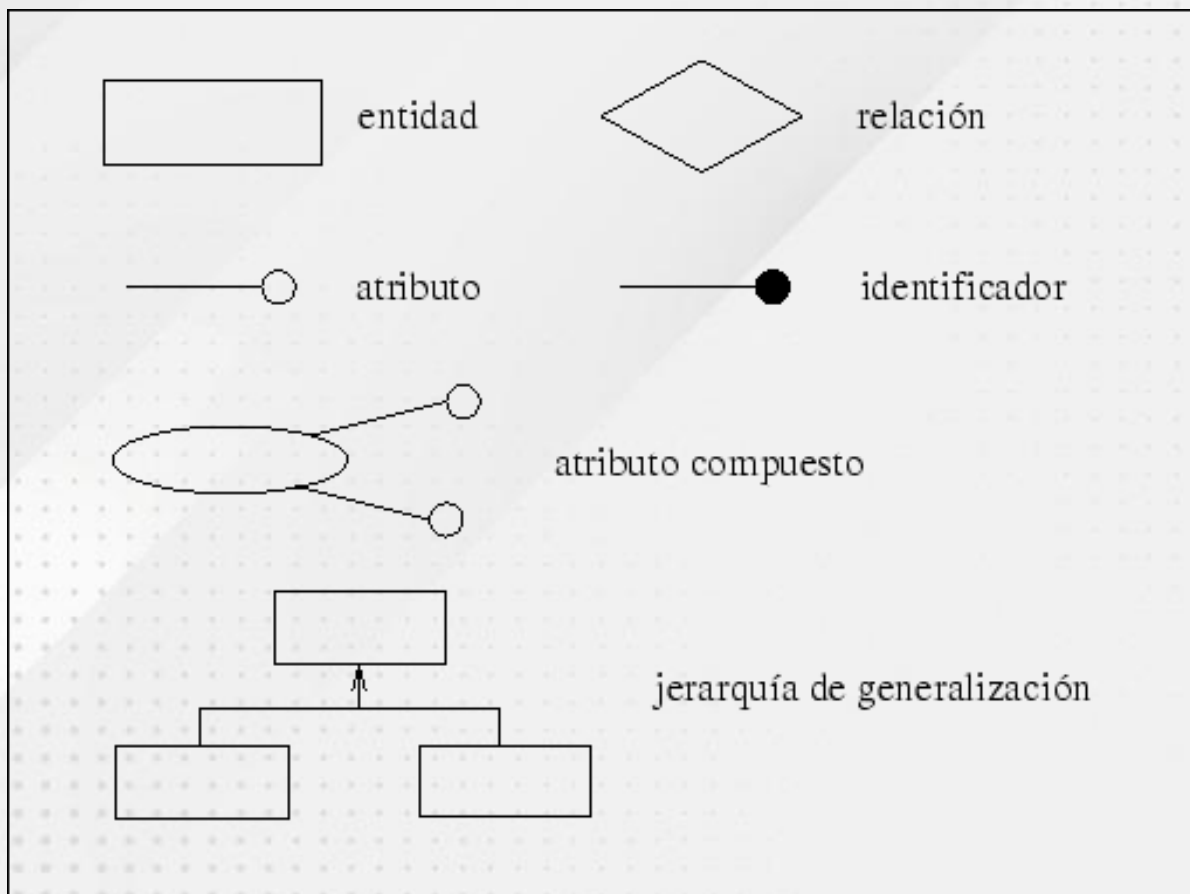 entidad
relación
atributo
identificador
atributo compuesto
jerarquía de generalización